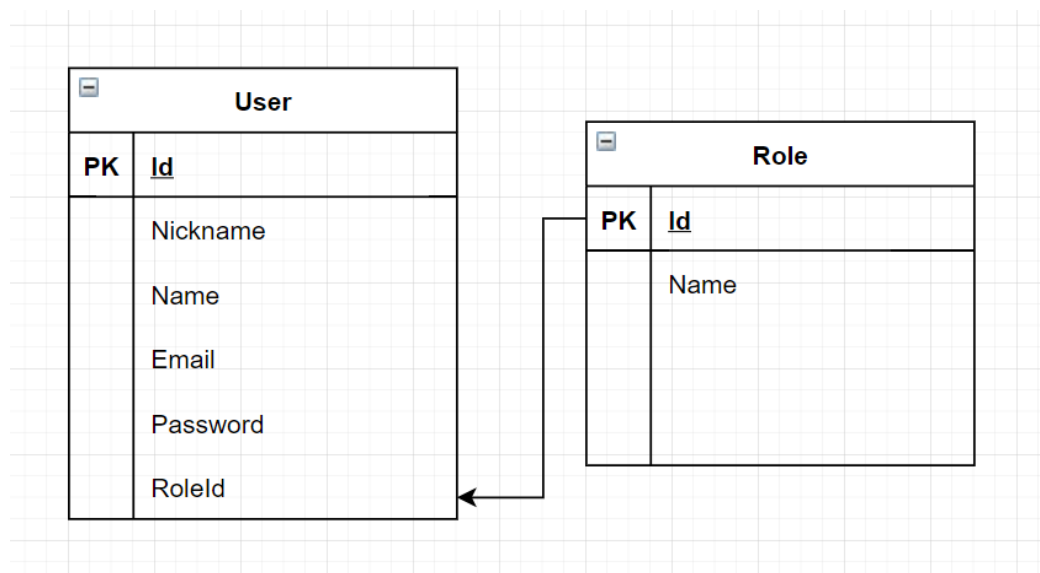 User
PK Id
Nickname
Name
Email
Password
RoleId
Role
PK Id
Name